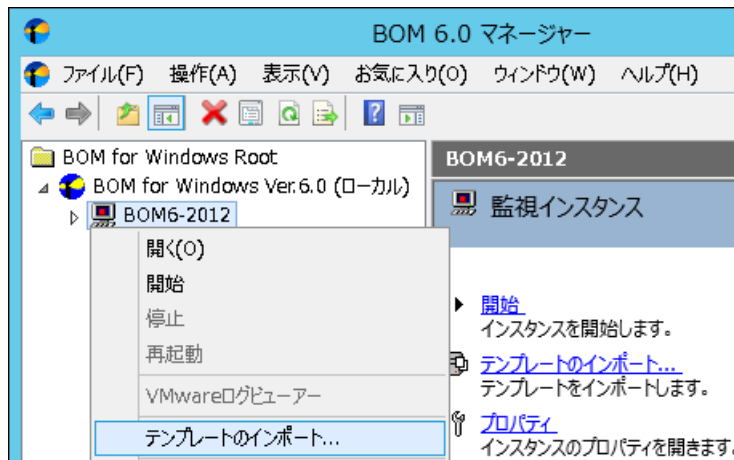 BOM 6.0 マネージャー
ファイル(F) 操作(A) 表示(V) お気に入り(O) ウィンドウ(W) ヘルプ(H)
BOM for Windows Root
BOM for Windows Ver.6.0 (ローカル)
BOM6-2012
開く(O)
開始
停止
再起動
VMwareログビューアー
テンプレートのインポート...
BOM6-2012
監視インスタンス
開始
インスタンスを開始します。
テンプレートのインポート...
テンプレートをインポートします。
プロパティ
インスタンスのプロパティを開きます。